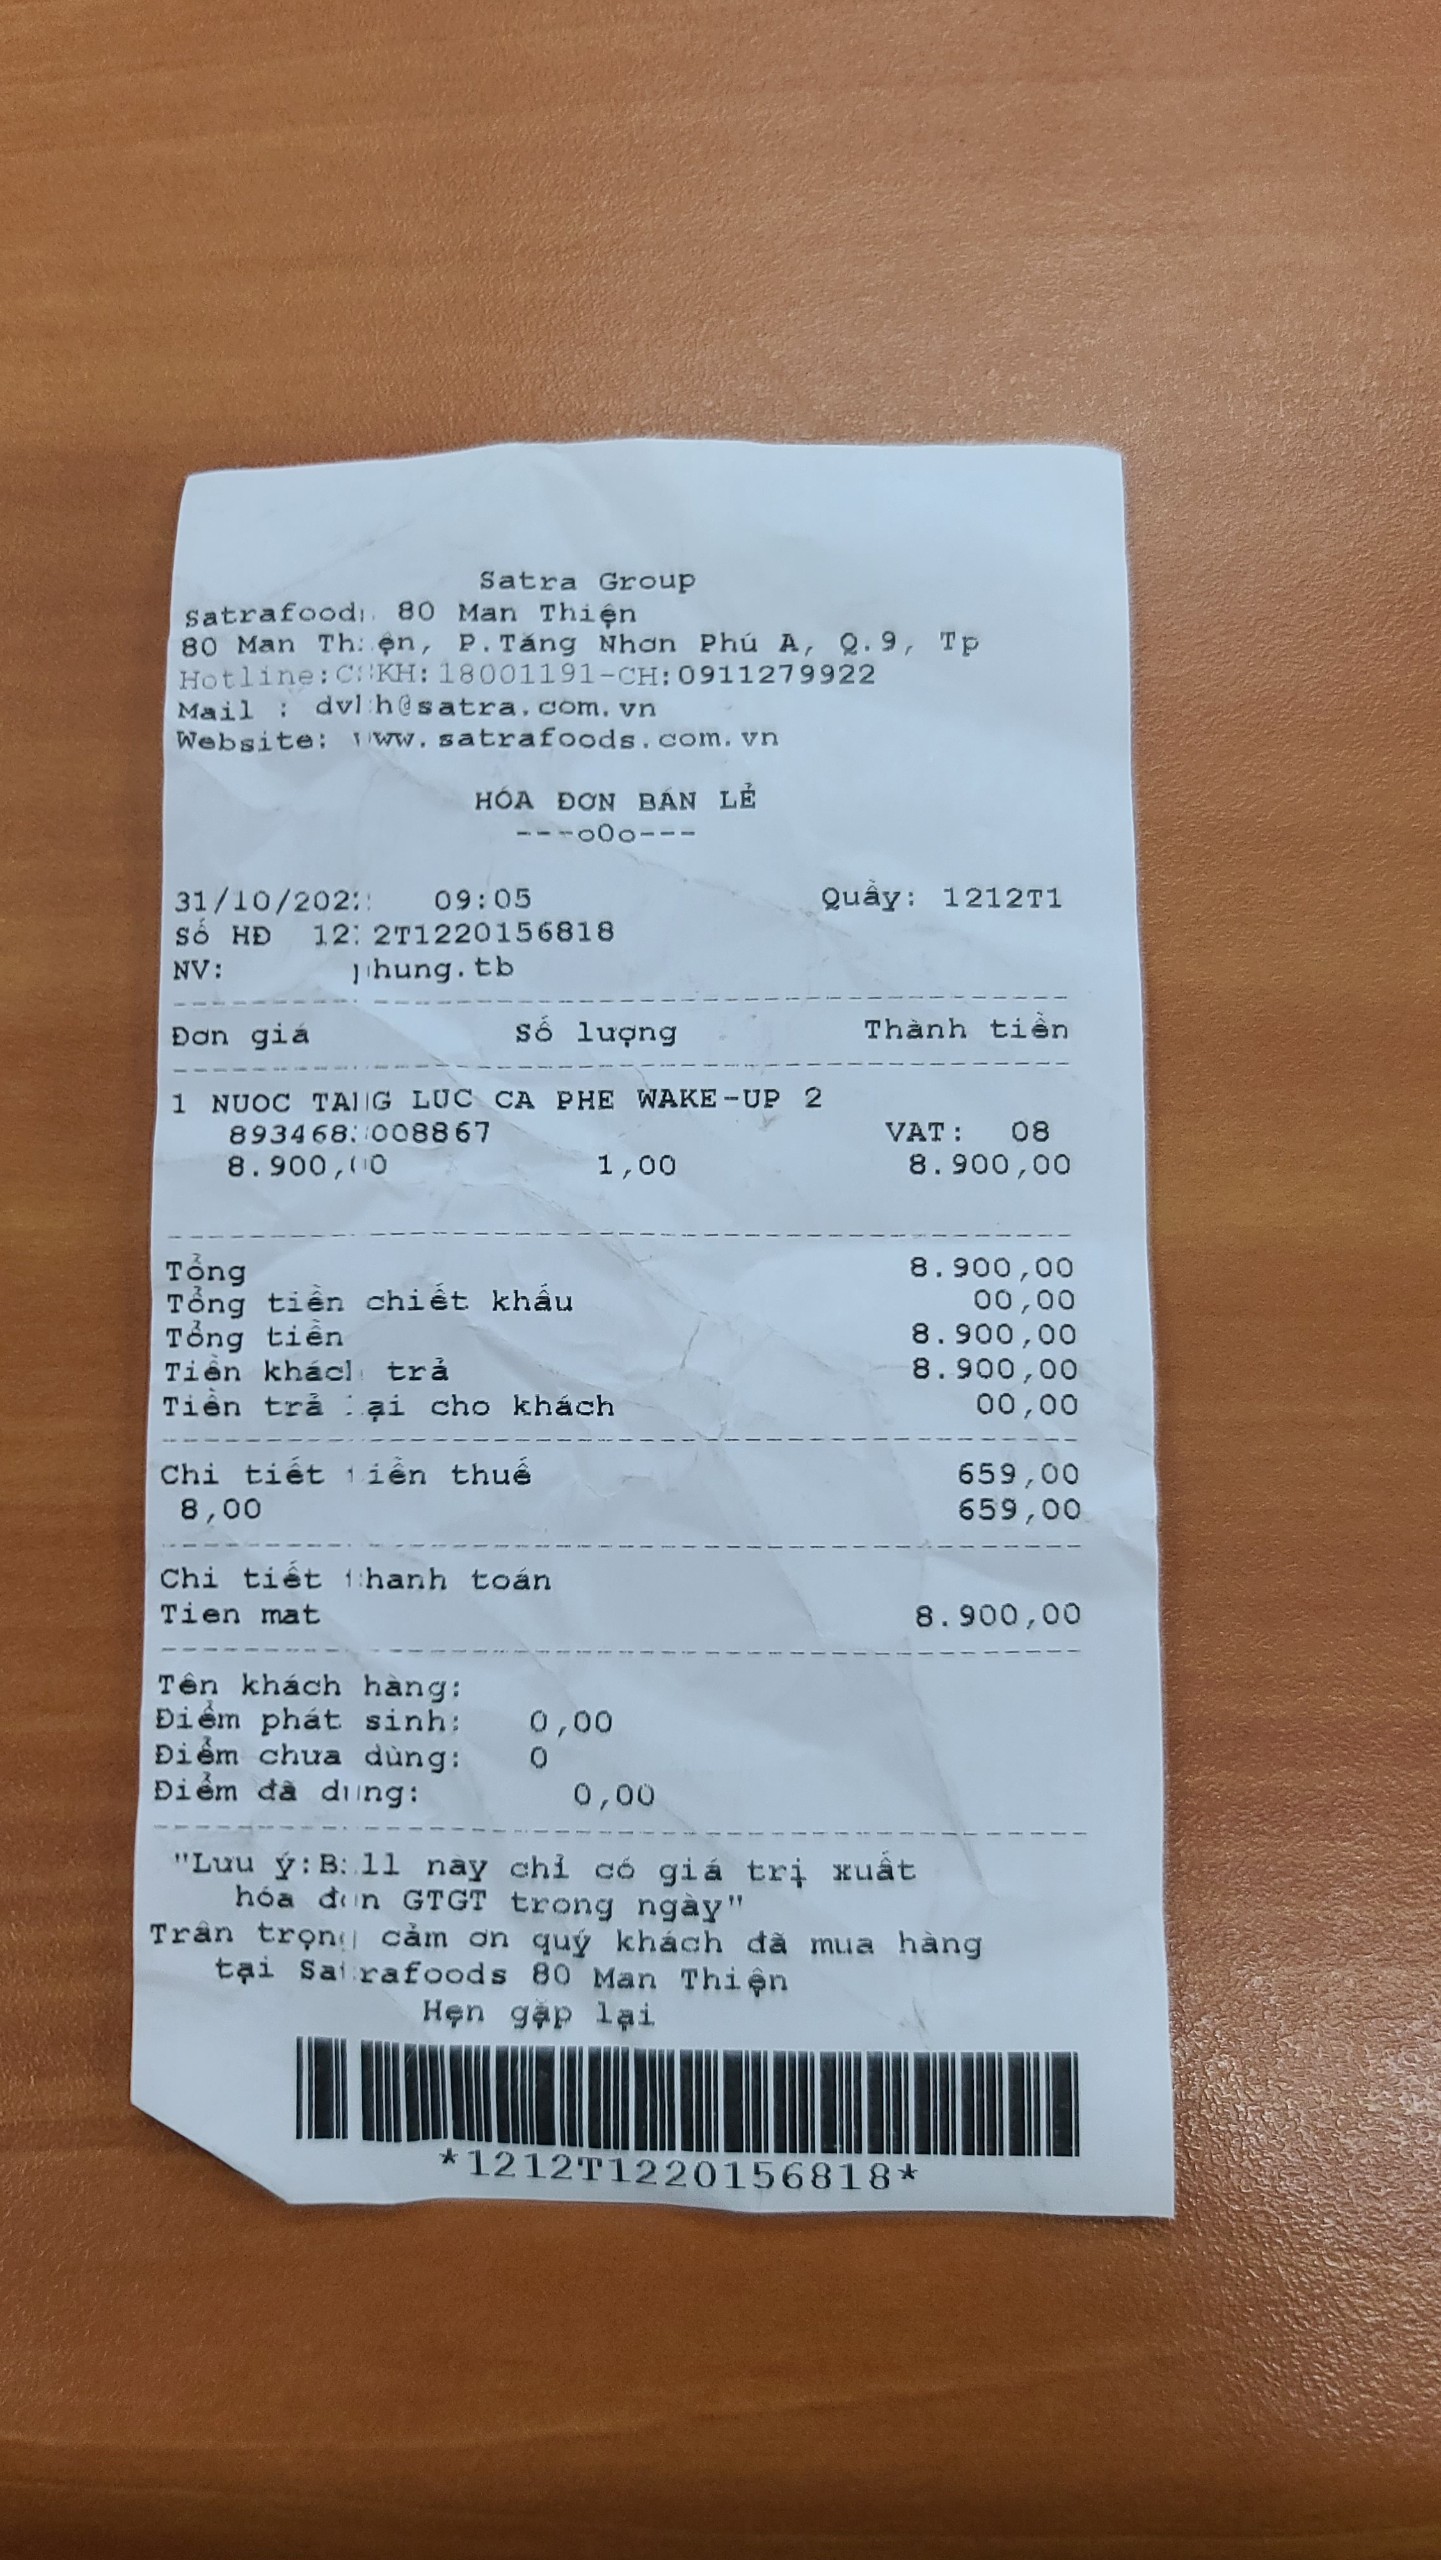 Satra Group
Satrafoods 80 Man Thiện
80 Man Thiện, P.Tăng Nhơn Phú A, Q.9, Tp
Hotline:CSKH:18001191-CH:0911279922
Mail : @satra.com.vn
Website: www.satrafoods.com.vn
HÓA ĐƠN BÁN LẺ
---oOo---
31/10/2022 09:05 Quầy: 1212T1
Số HĐ 1212T1220156818
NV: phung.tb
Đơn giá Số lượng Thành tiền
1 NUOC TANG LUC CA PHE WAKE-UP 2
VAT: 08
8.900,00 1,00 8.900,00
Tổng 8.900,00
Tổng tiền chiết khấu 00,00
Tổng tiền 8.900,00
Tiền khách trả 8.900,00
Tiền trả lại cho khách 00,00
Chi tiết tiền thuế 659,00
8,00 659,00
Chi tiết thanh toán
Tien mat 8.900,00
Tên khách hàng:
Điểm phát sinh: 0,00
Điểm chưa dùng: 0
Điểm đã dùng: 0,00
"Lưu ý:Bill này chỉ có giá trị xuất
hóa đơn GTGT trong ngày"
Trân trọng cảm ơn quý khách đã mua hàng
tại Satrafoods 80 Man Thiện
Hẹn gặp lại
*1212T1220156818*